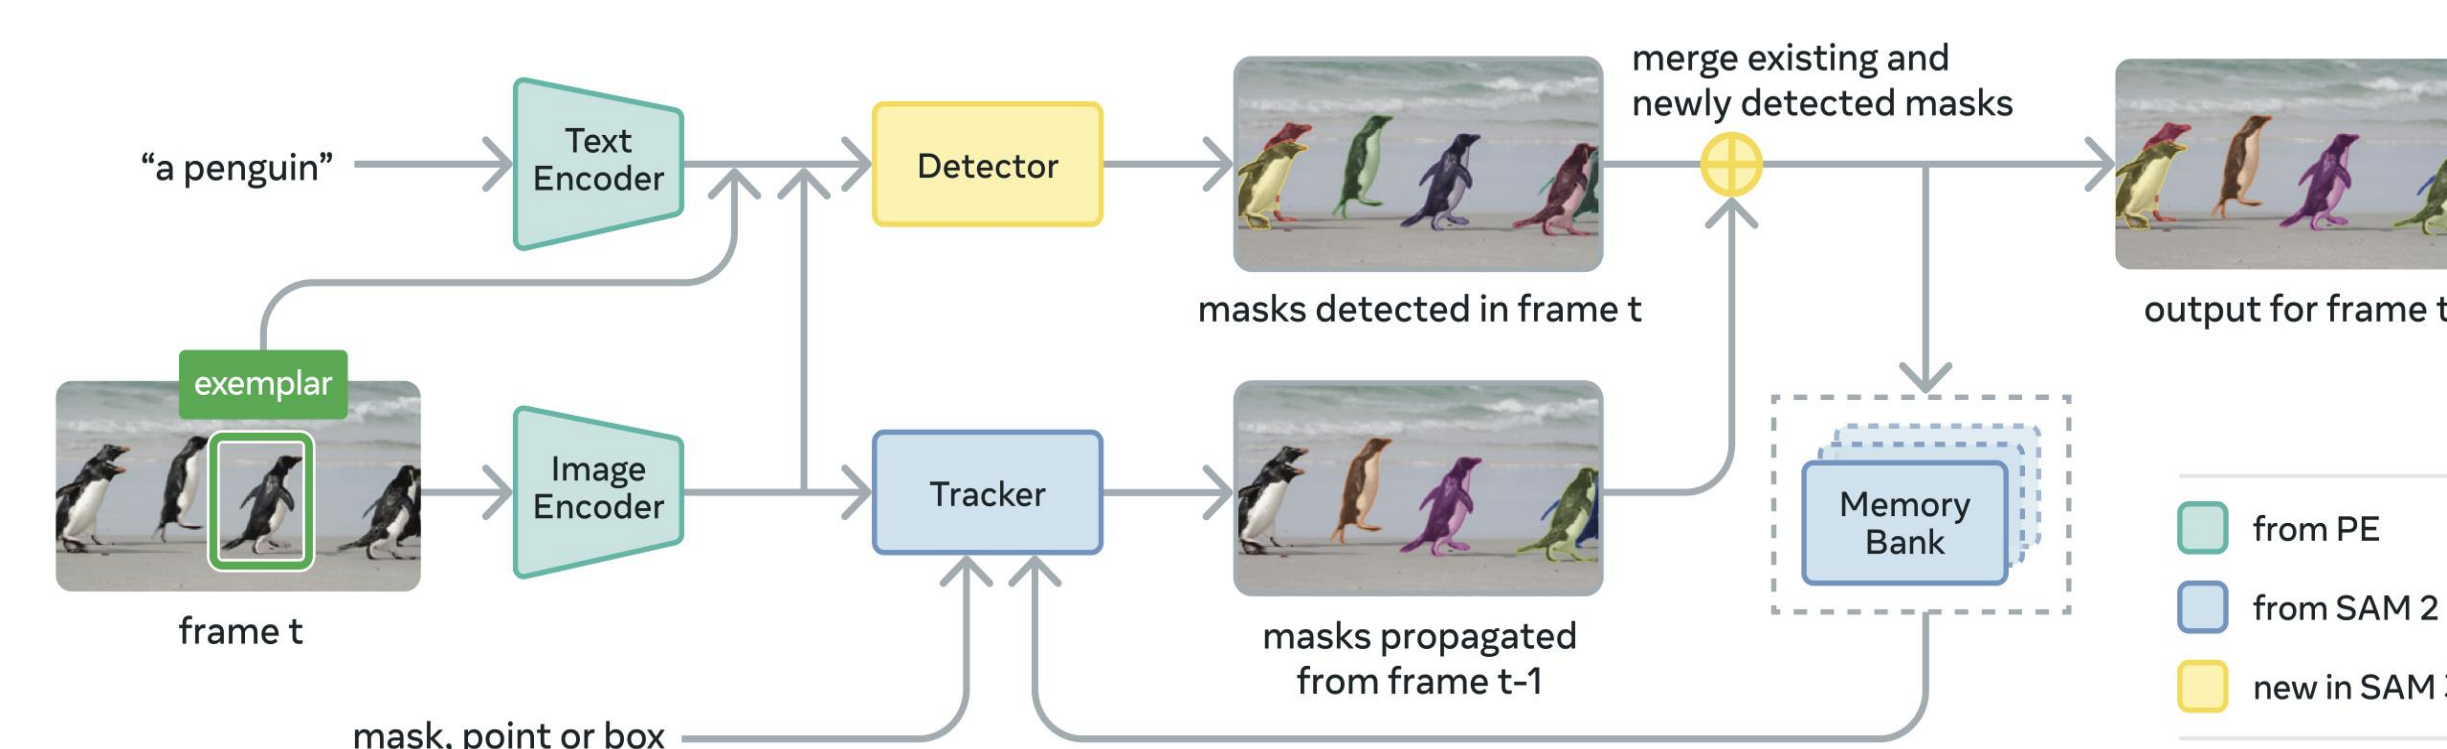 “a penguin”
Text
Encoder
Detector
masks detected in frame t
merge existing and
newly detected masks
output for frame t
exemplar
frame t
Image
Encoder
Tracker
masks propagated
from frame t-1
Memory
Bank
mask, point or box
from PE
from SAM 2
new in SAM